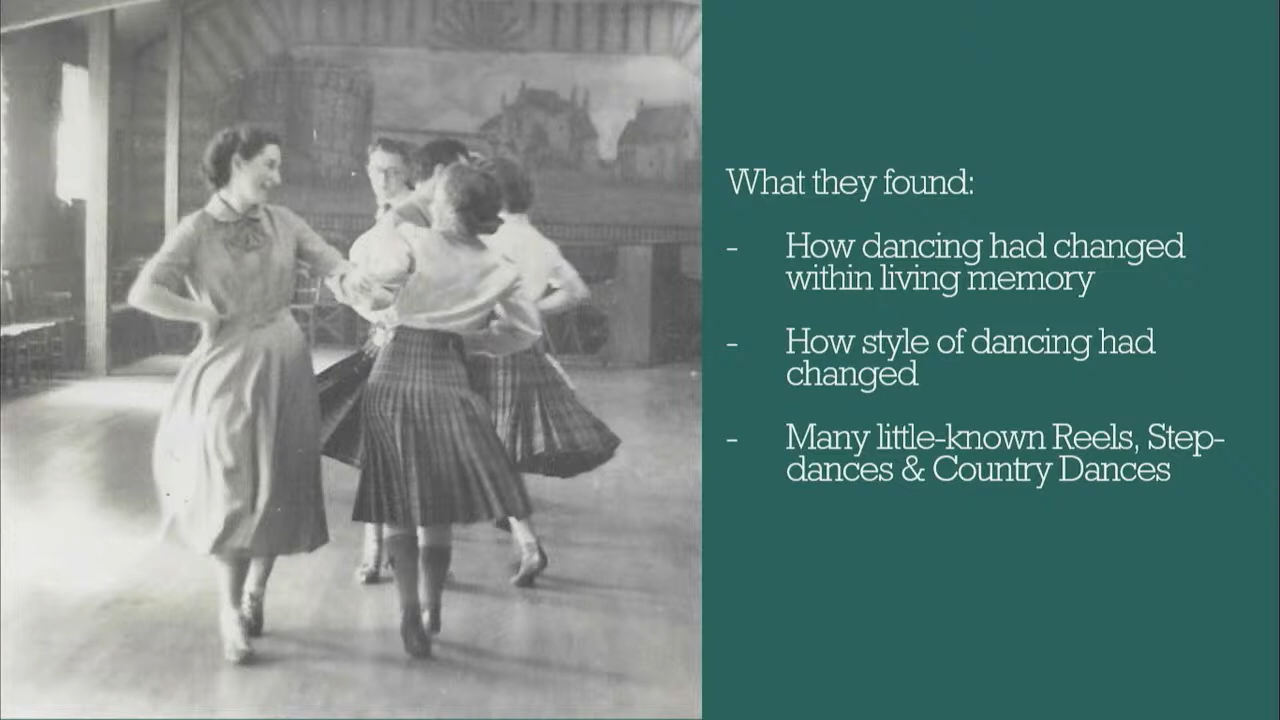 What they found:
- How dancing had changed
within living memory
- How style of dancing had
changed
- Many little-known Reels, Step-
dances & Country Dances